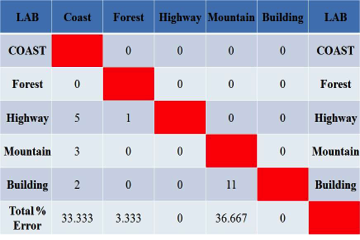 LAB Coast Forest Highway Mountain Building LAB
COAST 0 0 0 0 COAST
Forest 0 0 0 0 Forest
Highway 5 1 0 0 Highway
Mountain 3 0 0 0 Mountain
Building 2 0 0 11 Building
Total %
Error 33.333 3.333 0 36.667 0